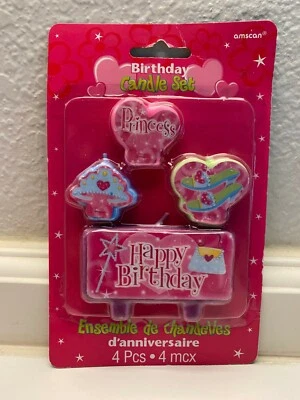 amscan
Birthday
Candle Set
Princess
Happy
Birthday
Ensemble de chandelles
d'anniversaire
4 Pcs • 4 mcx